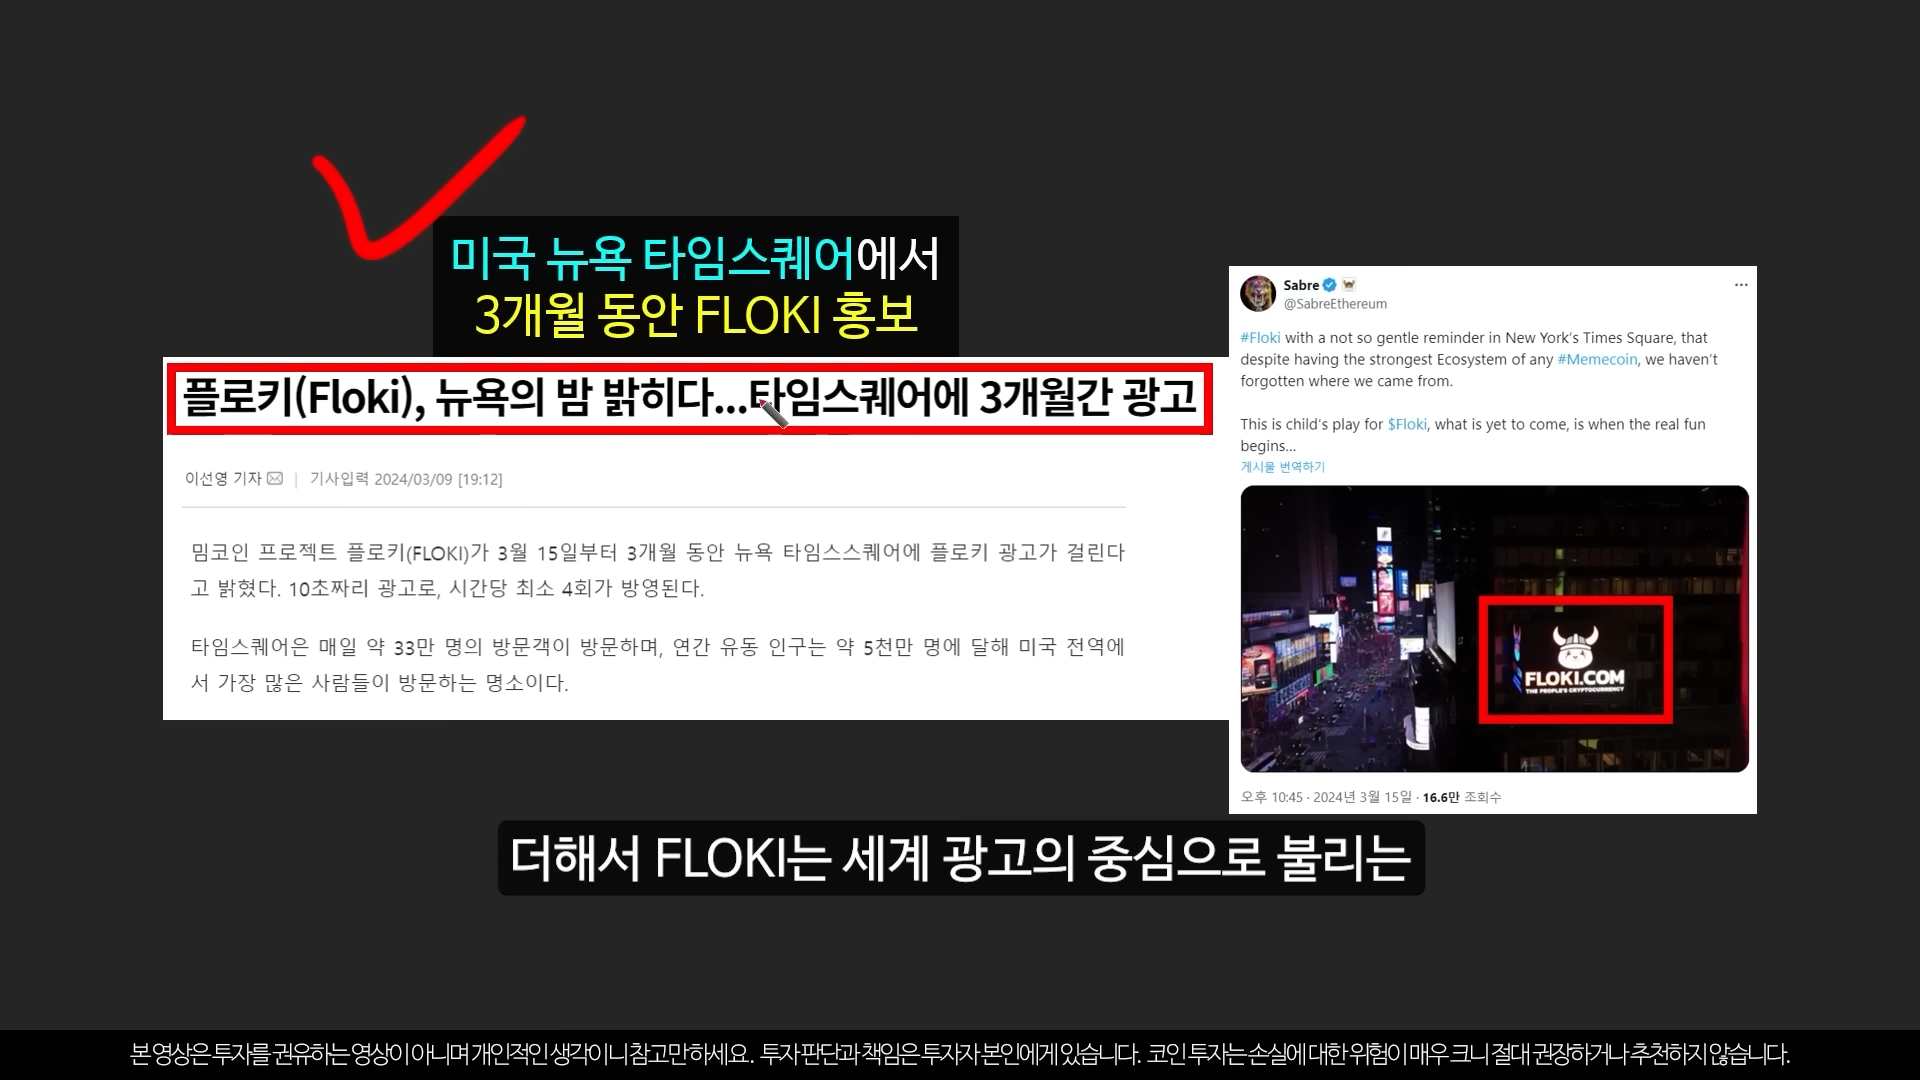 미국 뉴욕 타임스퀘어에서
3개월 동안 FLOKI 홍보
플로키(Floki), 뉴욕의 밤 밝히다...타임스퀘어에 3개월간 광고
이선영 기자 | 기사입력 2024/03/09 [19:12]
밈코인 프로젝트 플로키(FLOKI)가 3월 15일부터 3개월 동안 뉴욕 타임스스퀘어에 플로키 광고가 걸린다
고 밝혔다. 10초짜리 광고로, 시간당 최소 4회가 방영된다.
타임스퀘어은 매일 약 33만 명의 방문객이 방문하며, 연간 유동 인구는 약 5천만 명에 달해 미국 전역에
서 가장 많은 사람들이 방문하는 명소이다.
Sabre
@SabreEthereum
#Floki with a not so gentle reminder in New York's Times Square, that
despite having the strongest Ecosystem of any #Memecoin, we haven't
forgotten where we came from.
This is child's play for $Floki, what is yet to come, is when the real fun
begins...
게시물 번역하기
FLOKI.COM
THE PEOPLE'S CRYPTOCURRENCY
오후 10:45 · 2024년 3월 15일 · 16.6만 조회수
더해서 FLOKI는 세계 광고의 중심으로 불리는
본 영상은 투자를 권유하는 영상이 아니며 개인적인 생각이니 참고만 하세요. 투자 판단과 책임은 투자자 본인에게 있습니다. 코인 투자는 손실에 대한 위험이 매우 크니 절대 권장하거나 추천하지 않습니다.